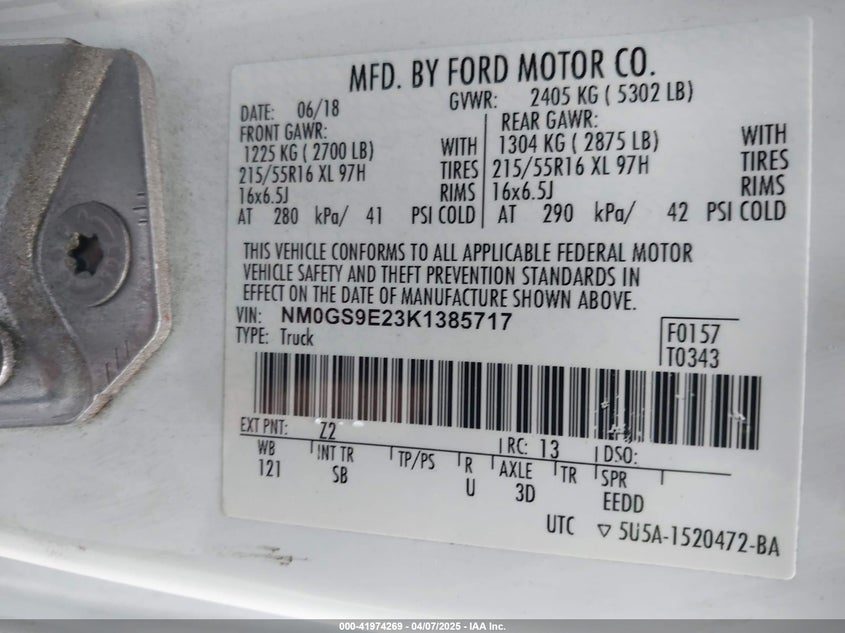 MFD. BY FORD MOTOR CO.
DATE: 06/18 GVWR: 2405 KG ( 5302 LB)
FRONT GAWR: REAR GAWR:
1225 KG ( 2700 LB) WITH 1304 KG ( 2875 LB) WITH
215/55R16 XL 97H TIRES 215/55R16 XL 97H TIRES
16x6.5J RIMS 16x6.5J RIMS
AT 280 kPa/ 41 PSI COLD AT 290 kPa/ 42 PSI COLD
THIS VEHICLE CONFORMS TO ALL APPLICABLE FEDERAL MOTOR
VEHICLE SAFETY AND THEFT PREVENTION STANDARDS IN
EFFECT ON THE DATE OF MANUFACTURE SHOWN ABOVE.
VIN: NM0GS9E23K1385717
TYPE: Truck
F0157
T0343
EXT PNT: Z2 RC: 13 DSO:
WB INT TR TP/PS R AXLE TR SPR
121 SB U 3D EEDD
UTC ▽ 5U5A-1520472-BA
000-41974269 - 04/07/2025 - IAA Inc.